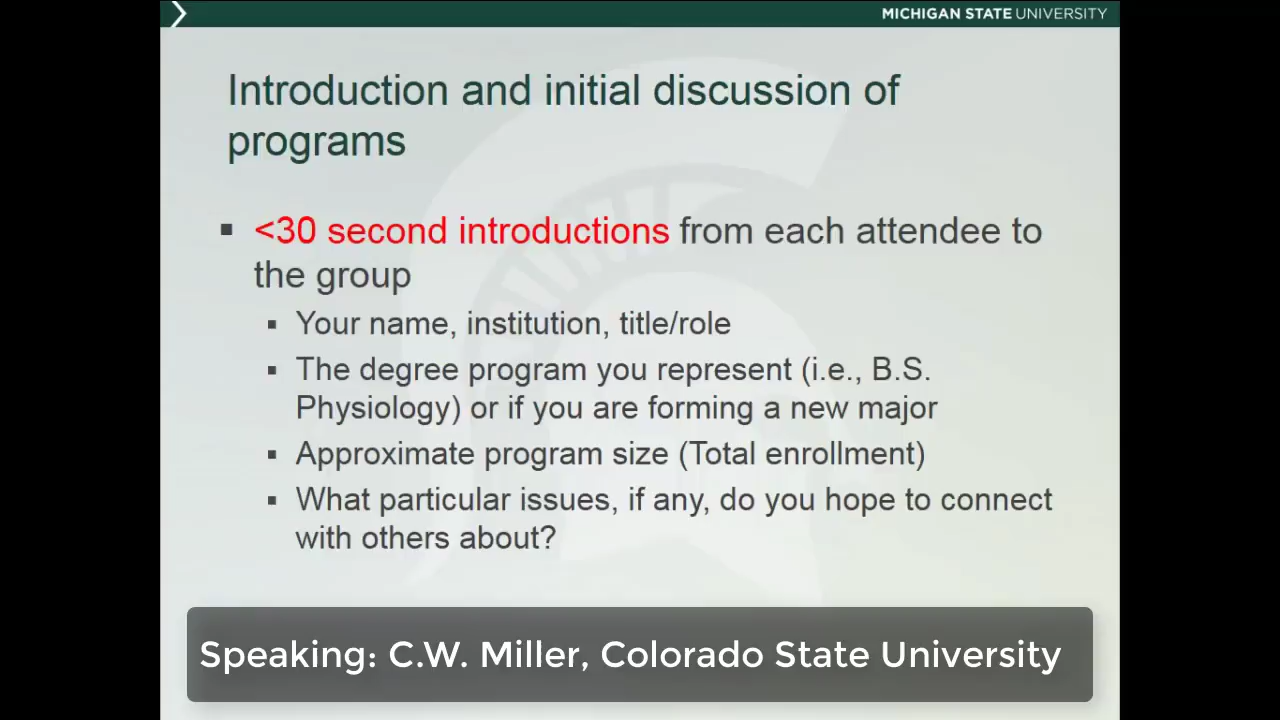 MICHIGAN STATE UNIVERSITY
Introduction and initial discussion of
programs
<30 second introductions from each attendee to
the group
Your name, institution, title/role
The degree program you represent (i.e., B.S.
Physiology) or if you are forming a new major
Approximate program size (Total enrollment)
What particular issues, if any, do you hope to connect
with others about?
Speaking: C.W. Miller, Colorado State University